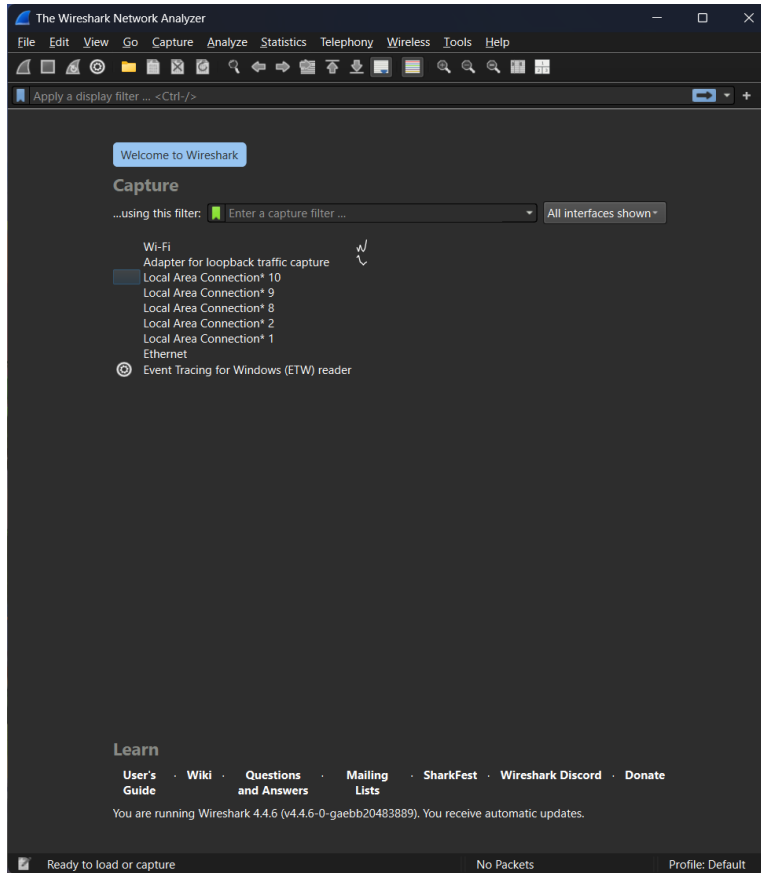 The Wireshark Network Analyzer
File Edit View Go Capture Analyze Statistics Telephony Wireless Tools Help
Apply a display filter ... <Ctrl-/>
Welcome to Wireshark
Capture
...using this filter: Enter a capture filter ... All interfaces shown
Wi-Fi
Adapter for loopback traffic capture
Local Area Connection* 10
Local Area Connection* 9
Local Area Connection* 8
Local Area Connection* 2
Local Area Connection* 1
Ethernet
Event Tracing for Windows (ETW) reader
Learn
User's Guide · Wiki · Questions and Answers · Mailing Lists · SharkFest · Wireshark Discord · Donate
You are running Wireshark 4.4.6 (v4.4.6-0-gaebb20483889). You receive automatic updates.
Ready to load or capture No Packets Profile: Default